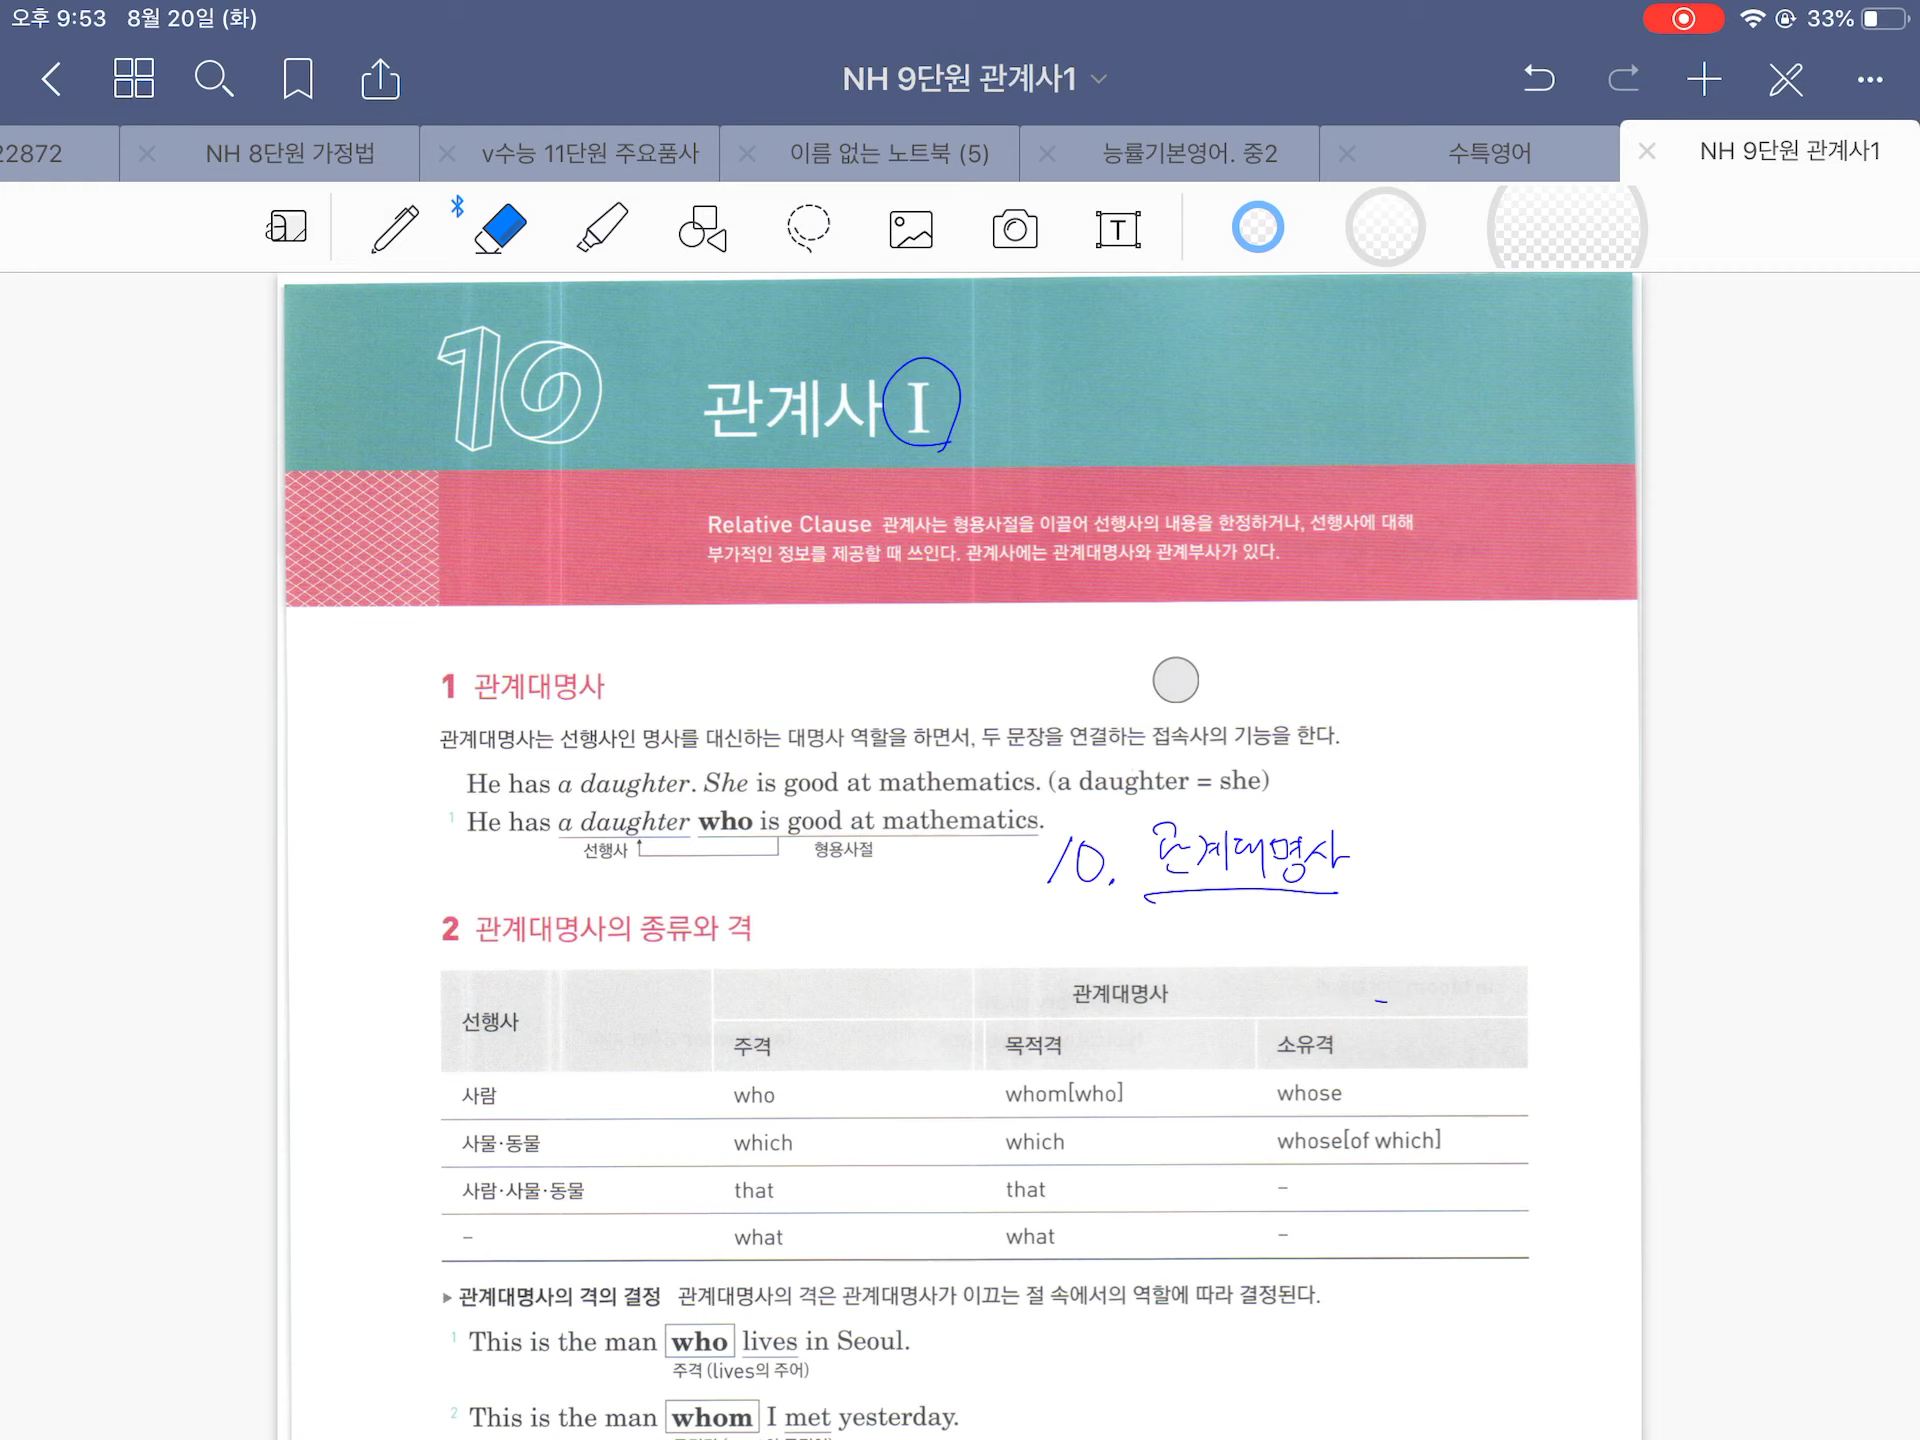 오후 9:53 8월 20일 (화)
33%
NH 9단원 관계사1
22872
NH 8단원 가정법
v수능 11단원 주요품사
이름 없는 노트북 (5)
능률기본영어. 중2
수특영어
NH 9단원 관계사1
T
10
관계사 I
Relative Clause 관계사는 형용사절을 이끌어 선행사의 내용을 한정하거나, 선행사에 대해
부가적인 정보를 제공할 때 쓰인다. 관계사에는 관계대명사와 관계부사가 있다.
1 관계대명사
관계대명사는 선행사인 명사를 대신하는 대명사 역할을 하면서, 두 문장을 연결하는 접속사의 기능을 한다.
He has a daughter. She is good at mathematics. (a daughter = she)
1 He has a daughter who is good at mathematics.
선행사 형용사절
10. 관계대명사
2 관계대명사의 종류와 격
선행사 관계대명사
주격 목적격 소유격
사람 who whom[who] whose
사물·동물 which which whose[of which]
사람·사물·동물 that that –
– what what –
▸ 관계대명사의 격의 결정 관계대명사의 격은 관계대명사가 이끄는 절 속에서의 역할에 따라 결정된다.
1 This is the man who lives in Seoul.
주격 (lives의 주어)
2 This is the man whom I met yesterday.